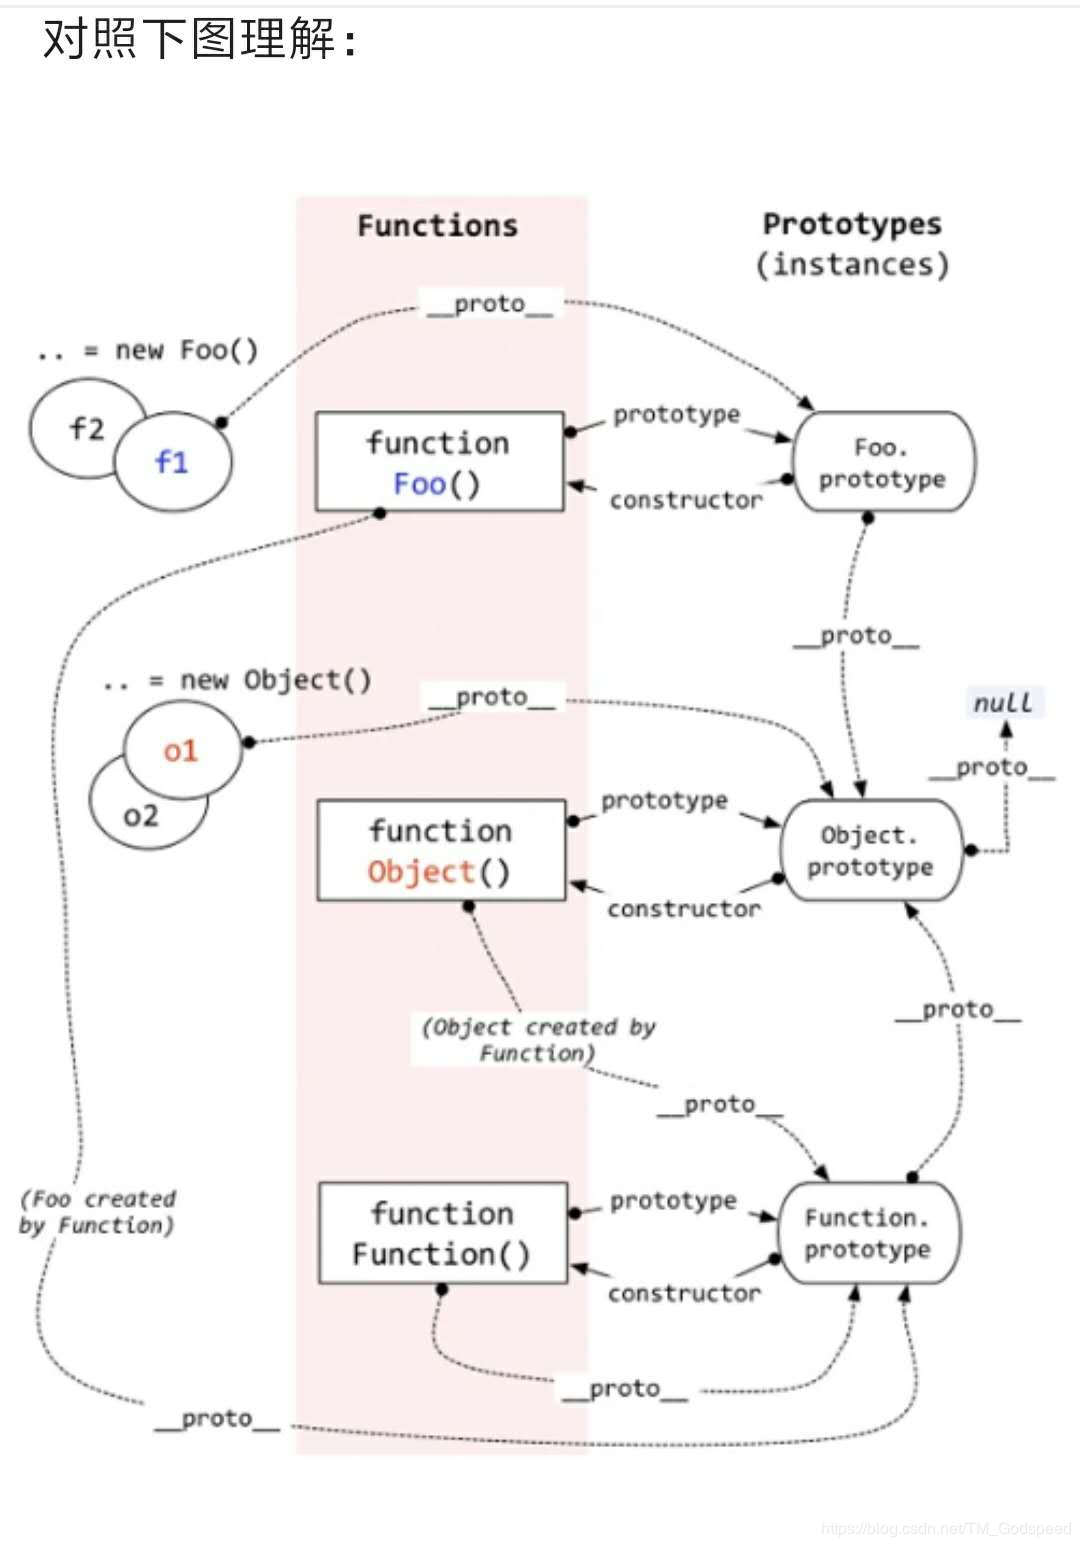 对照下图理解：
Functions
Prototypes
(instances)
__proto__
.. = new Foo()
f2
f1
function
Foo()
prototype
constructor
Foo.
prototype
__proto__
.. = new Object()
__proto__
null
__proto__
o1
o2
function
Object()
prototype
constructor
Object.
prototype
(Object created by
Function)
__proto__
__proto__
(Foo created
by Function)
function
Function()
prototype
constructor
Function.
prototype
__proto__
__proto__
https://blog.csdn.net/TM_Godspeed